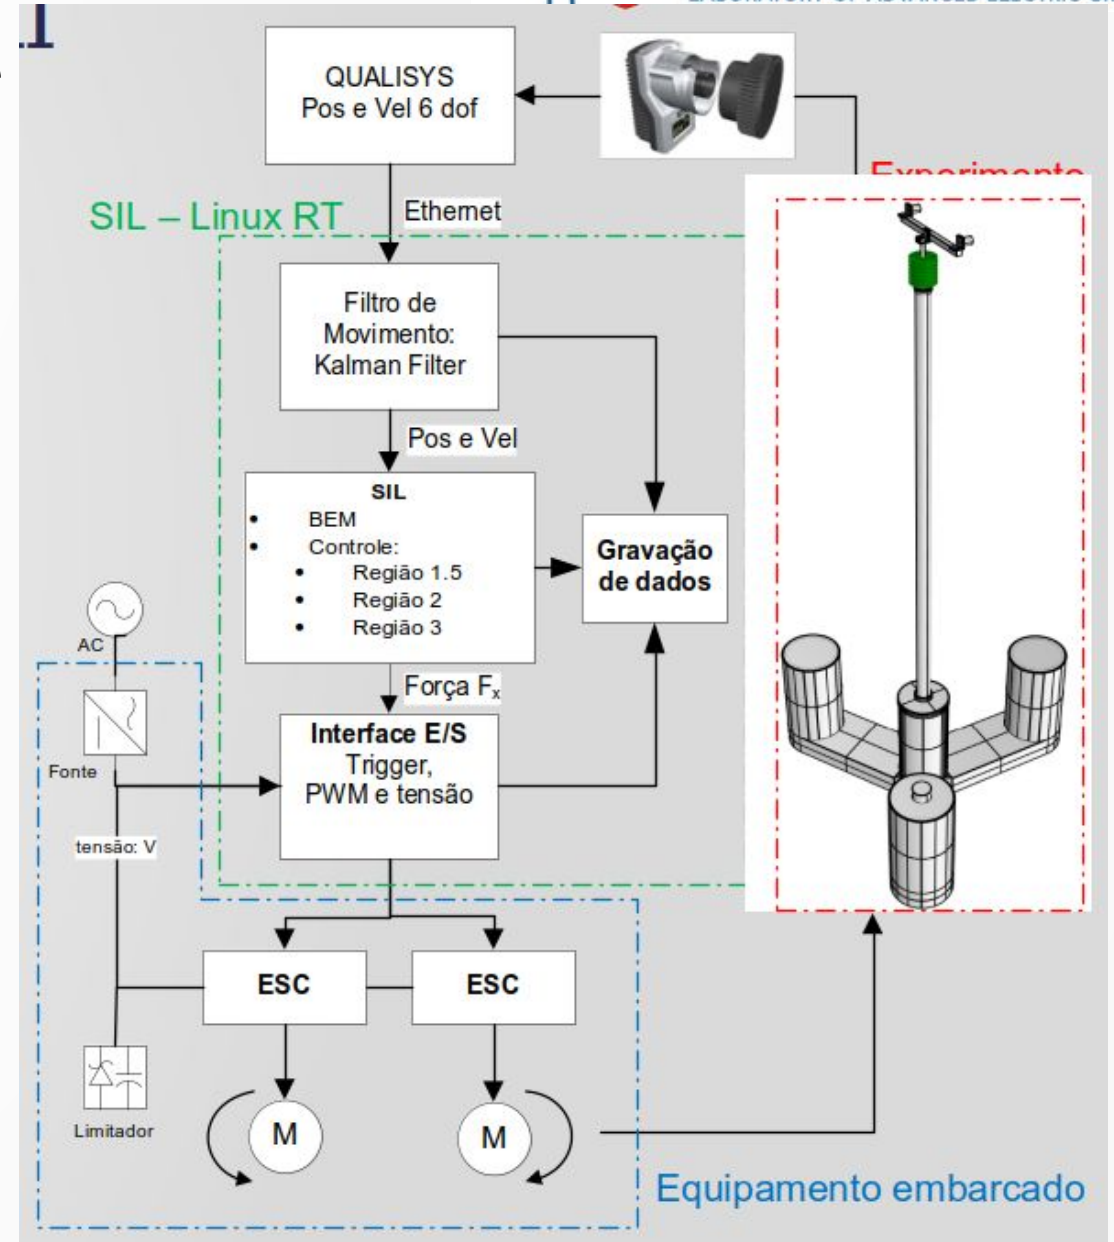 QUALISYS
Pos e Vel 6 dof
Experimento
SIL – Linux RT
Ethernet
Filtro de
Movimento:
Kalman Filter
Pos e Vel
SIL
• BEM
• Controle:
• Região 1.5
• Região 2
• Região 3
Gravação
de dados
AC
Força Fx
Interface E/S
Trigger,
PWM e tensão
Fonte
tensão: V
ESC
ESC
Limitador
M
M
Equipamento embarcado